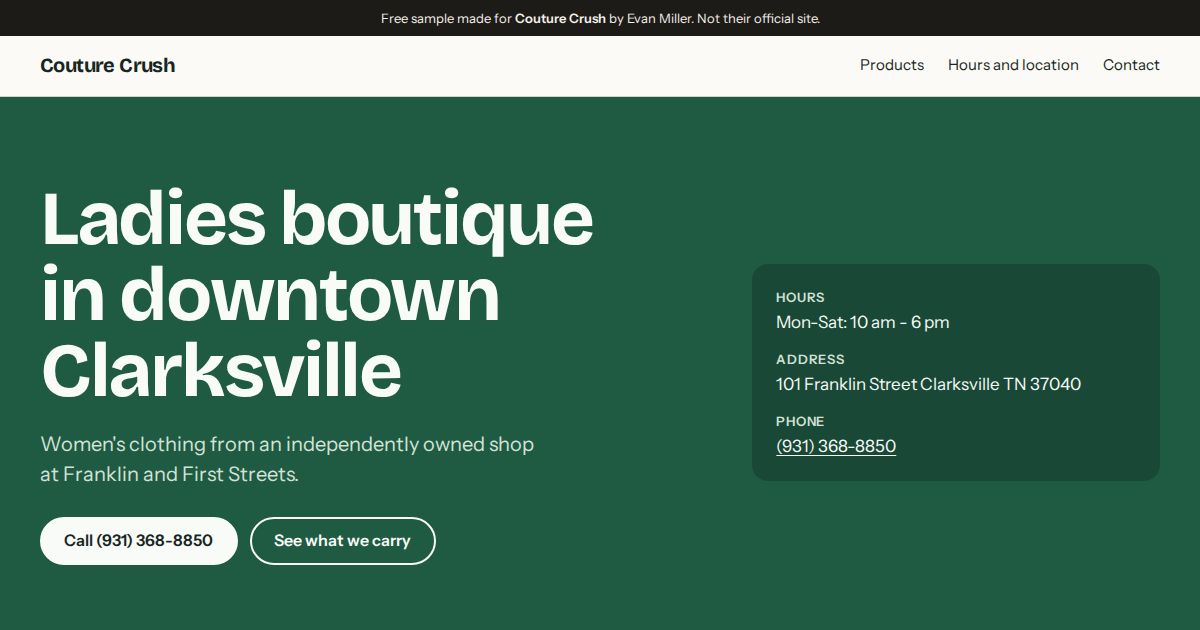 Free sample made for Couture Crush by Evan Miller. Not their official site.
Couture Crush
Products
Hours and location
Contact
Ladies boutique
in downtown
Clarksville
Women's clothing from an independently owned shop
at Franklin and First Streets.
Call (931) 368-8850
See what we carry
HOURS
Mon-Sat: 10 am - 6 pm
ADDRESS
101 Franklin Street Clarksville TN 37040
PHONE
(931) 368-8850